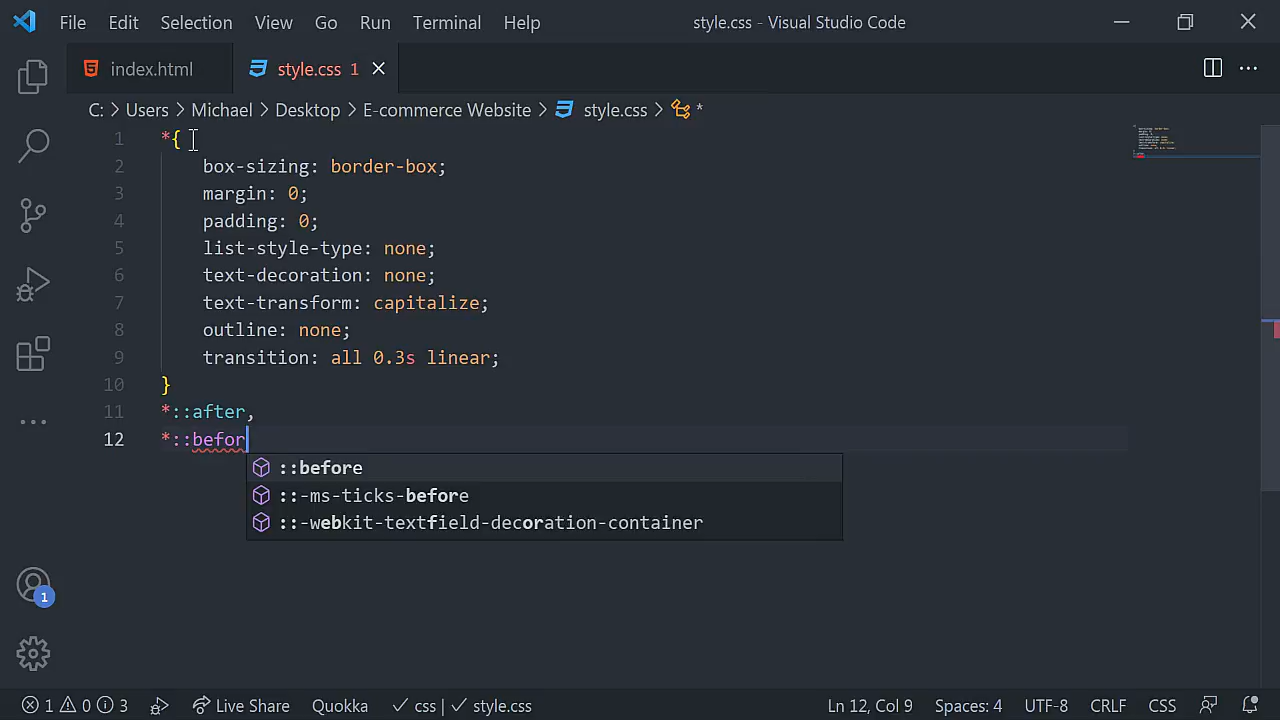 File Edit Selection View Go Run Terminal Help style.css - Visual Studio Code
index.html style.css 1
C: > Users > Michael > Desktop > E-commerce Website > style.css > *
1 *{
2 box-sizing: border-box;
3 margin: 0;
4 padding: 0;
5 list-style-type: none;
6 text-decoration: none;
7 text-transform: capitalize;
8 outline: none;
9 transition: all 0.3s linear;
10 }
11 *::after,
12 *::befor
::before
::-ms-ticks-before
::-webkit-textfield-decoration-container
1
1 0 3 Live Share Quokka ✓ css | ✓ style.css Ln 12, Col 9 Spaces: 4 UTF-8 CRLF CSS